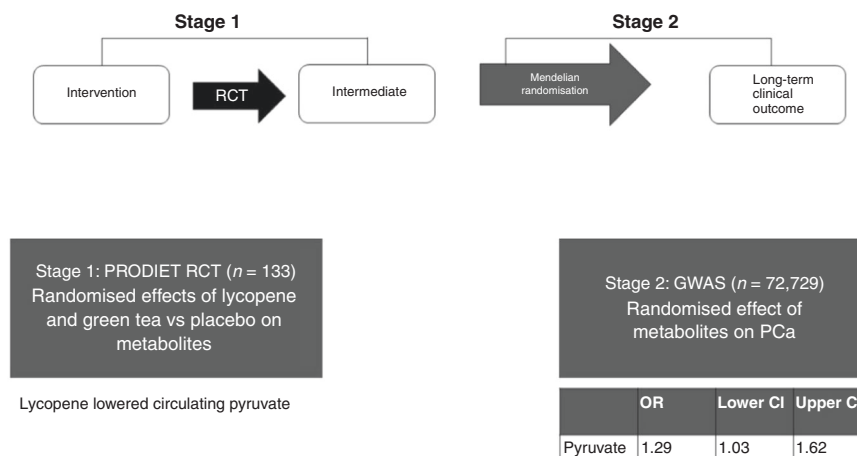 Stage 1
Stage 2
Intervention
RCT
Intermediate
Mendelian
randomisation
Long-term
clinical
outcome
Stage 1: PRODIET RCT (n = 133)
Randomised effects of lycopene
and green tea vs placebo on
metabolites
Lycopene lowered circulating pyruvate
Stage 2: GWAS (n = 72,729)
Randomised effect of
metabolites on PCa
OR Lower CI Upper C
Pyruvate 1.29 1.03 1.62